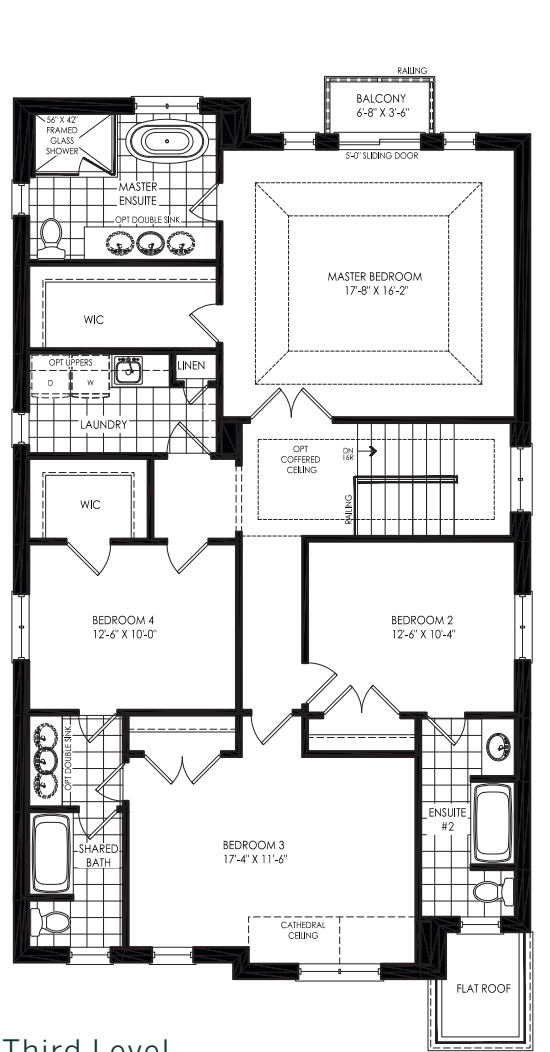 RAILING
BALCONY
6'-8" X 3'-6"
5'-0" SLIDING DOOR
56" X 42"
FRAMED
GLASS
SHOWER
MASTER
ENSUITE
OPT DOUBLE SINK
MASTER BEDROOM
17'-8" X 16'-2"
WIC
OPT UPPERS
D
W
LINEN
LAUNDRY
OPT
COFFERED
CEILING
DN
16R
RAILING
WIC
BEDROOM 4
12'-6" X 10'-0"
BEDROOM 2
12'-6" X 10'-4"
OPT DOUBLE SINK
SHARED
BATH
BEDROOM 3
17'-4" X 11'-6"
ENSUITE
#2
CATHEDRAL
CEILING
FLAT ROOF
Third Level